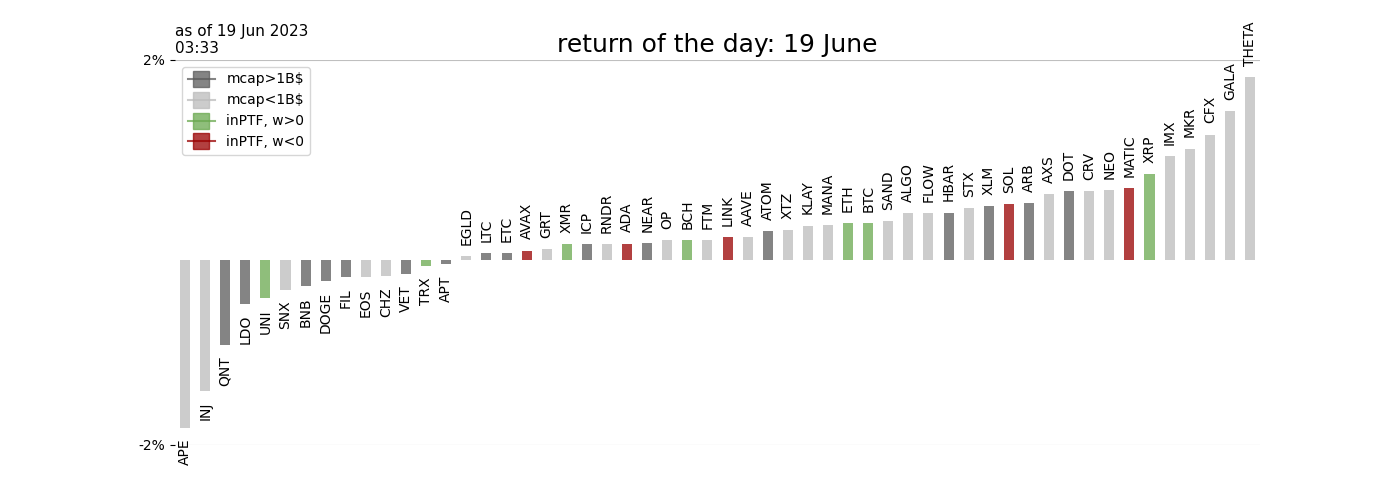 as of 19 Jun 2023
03:33
return of the day: 19 June
2%
-2%
mcap>1B$
mcap<1B$
inPTF, w>0
inPTF, w<0
APE
INJ
QNT
LDO
UNI
SNX
BNB
DOGE
FIL
EOS
CHZ
VET
TRX
APT
EGLD
LTC
ETC
AVAX
GRT
XMR
ICP
RNDR
ADA
NEAR
OP
BCH
FTM
LINK
AAVE
ATOM
XTZ
KLAY
MANA
ETH
BTC
SAND
ALGO
FLOW
HBAR
STX
XLM
SOL
ARB
AXS
DOT
CRV
NEO
MATIC
XRP
IMX
MKR
CFX
GALA
THETA